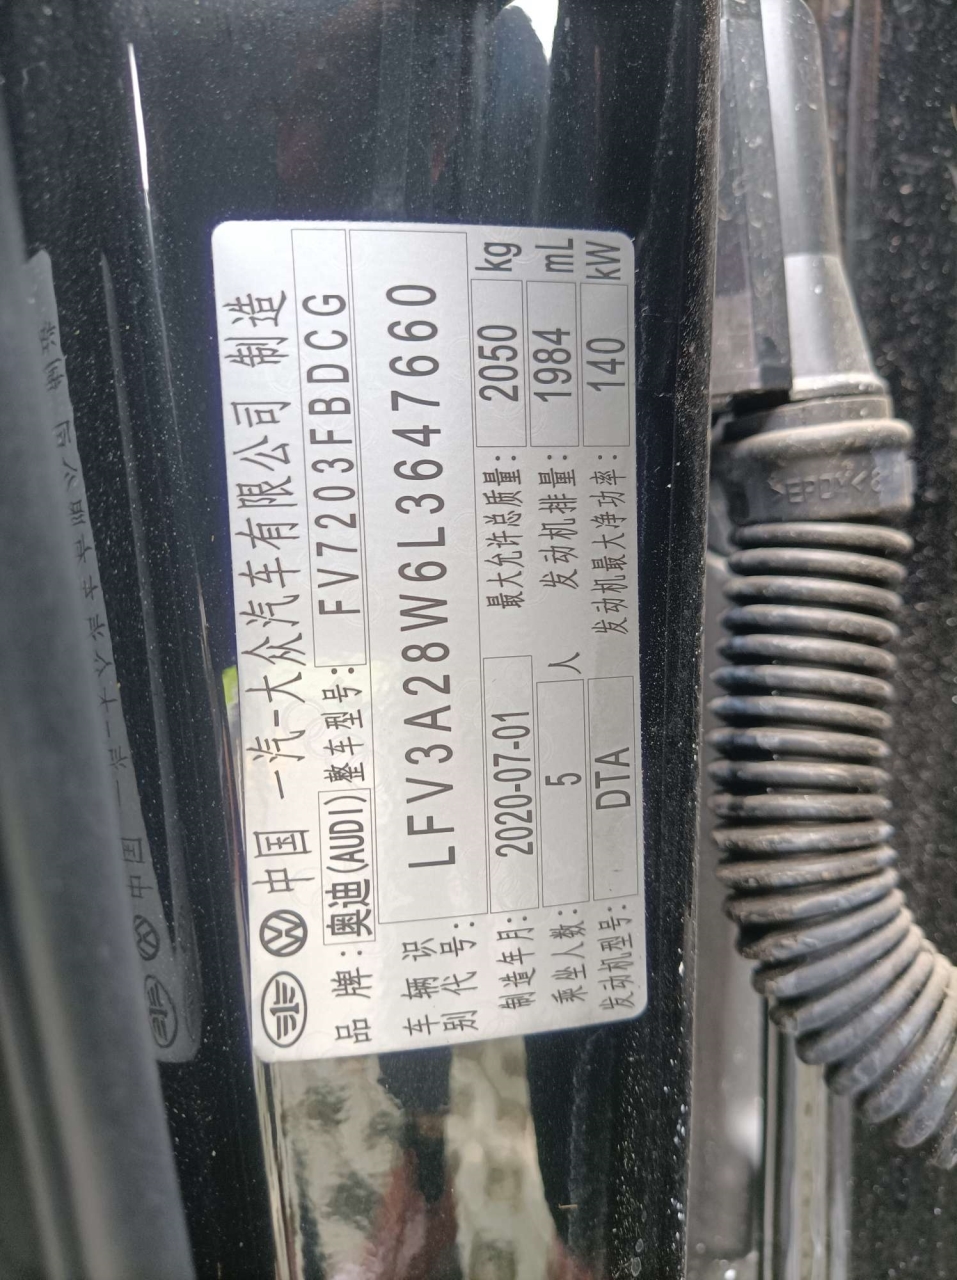 中国 一汽-大众汽车有限公司 制造
品牌: 奥迪(AUDI) 整车型号: FV7203FBDCG
车辆识别代号: LFV3A28W6L3647660
制造年月: 2020-07-01 最大允许总质量: 2050 kg
乘坐人数: 5 人 发动机排量: 1984 mL
发动机型号: DTA 发动机最大净功率: 140 kW